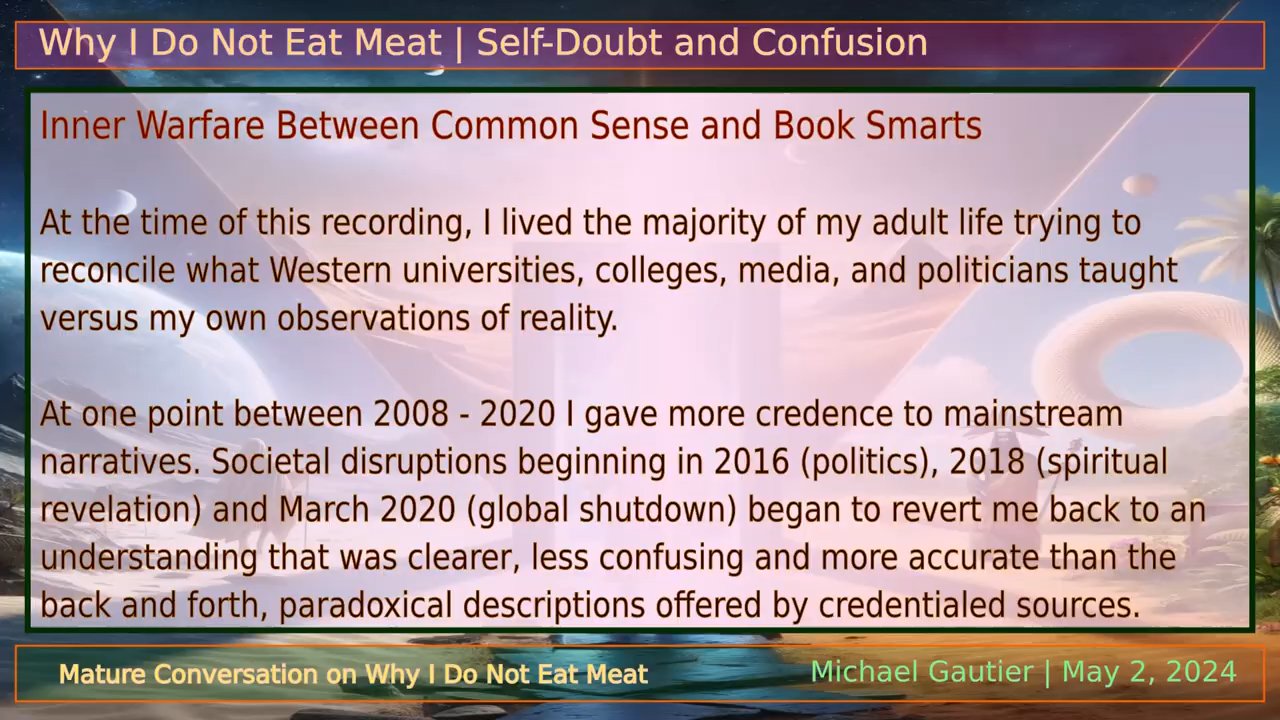 Why I Do Not Eat Meat | Self-Doubt and Confusion
Inner Warfare Between Common Sense and Book Smarts
At the time of this recording, I lived the majority of my adult life trying to
reconcile what Western universities, colleges, media, and politicians taught
versus my own observations of reality.
At one point between 2008 - 2020 I gave more credence to mainstream
narratives. Societal disruptions beginning in 2016 (politics), 2018 (spiritual
revelation) and March 2020 (global shutdown) began to revert me back to an
understanding that was clearer, less confusing and more accurate than the
back and forth, paradoxical descriptions offered by credentialed sources.
Mature Conversation on Why I Do Not Eat Meat
Michael Gautier | May 2, 2024